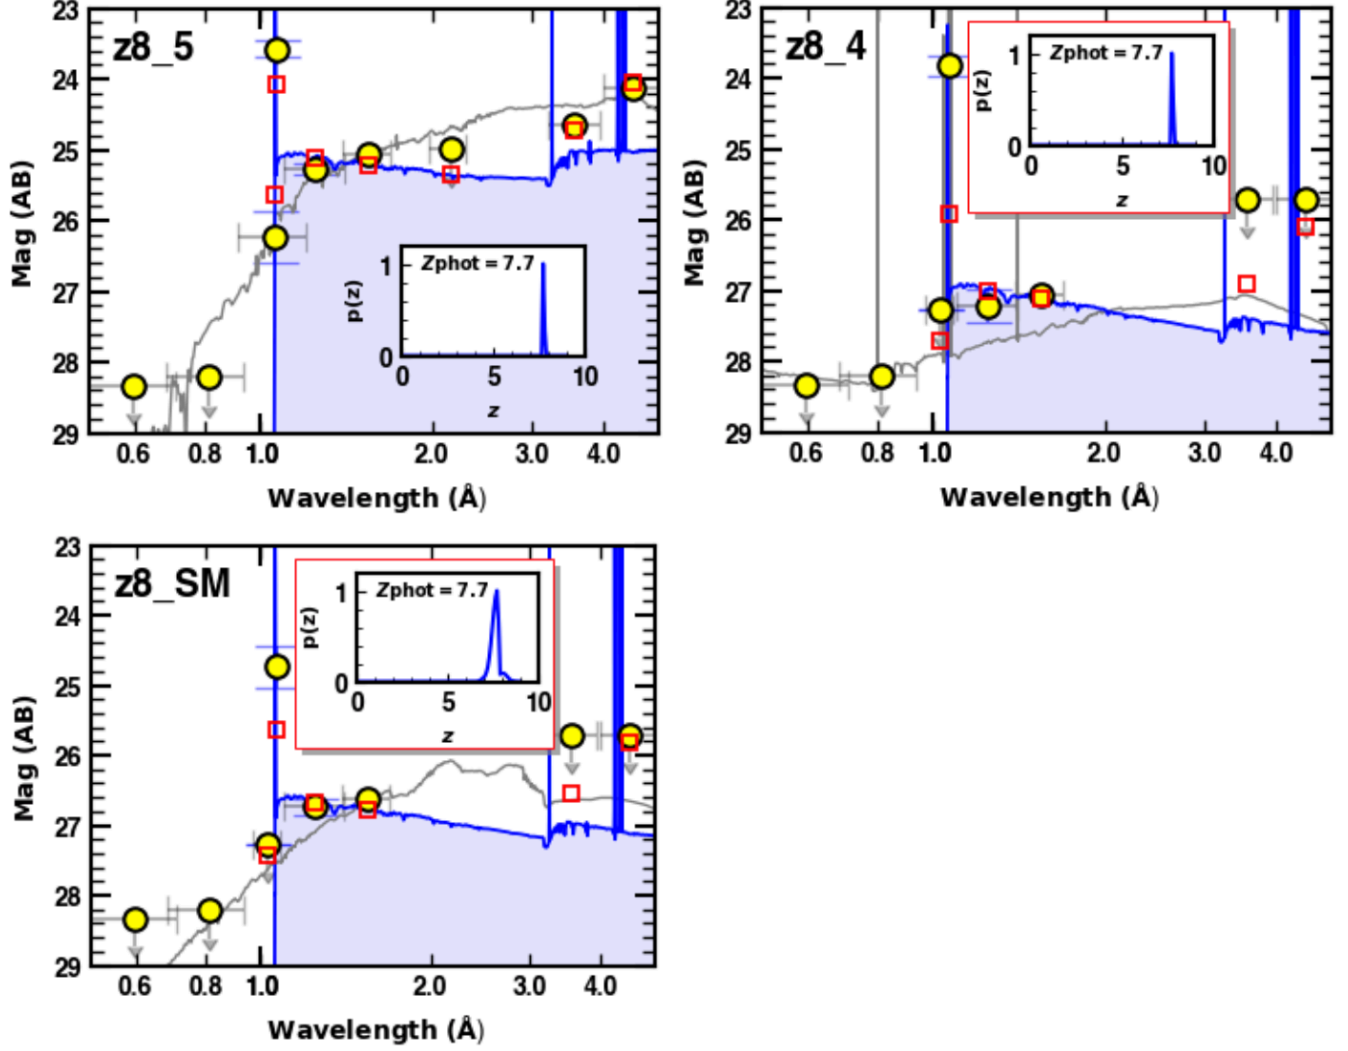 z8_5
23
24
25
26
27
28
29
Mag (AB)
0.6 0.8 1.0 2.0 3.0 4.0
Wavelength (Å)
Zphot = 7.7
p(z)
1
0
0 5 10
z
z8_4
23
24
25
26
27
28
29
Mag (AB)
0.6 0.8 1.0 2.0 3.0 4.0
Wavelength (Å)
Zphot = 7.7
p(z)
1
0
0 5 10
z
z8_SM
23
24
25
26
27
28
29
Mag (AB)
0.6 0.8 1.0 2.0 3.0 4.0
Wavelength (Å)
Zphot = 7.7
p(z)
1
0
0 5 10
z